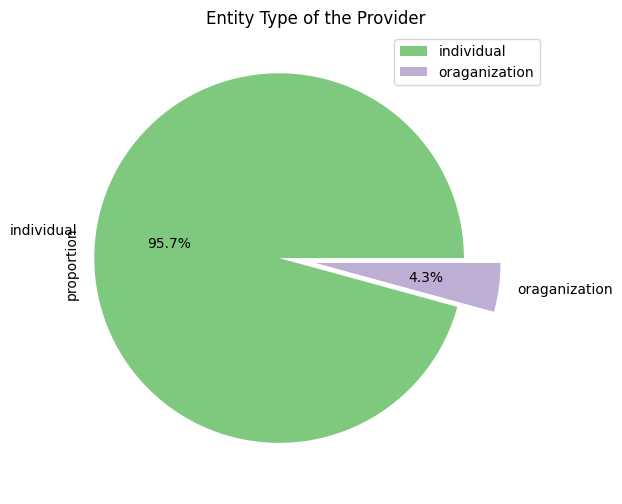 Entity Type of the Provider
individual
oraganization
individual
proportion
95.7%
4.3%
oraganization